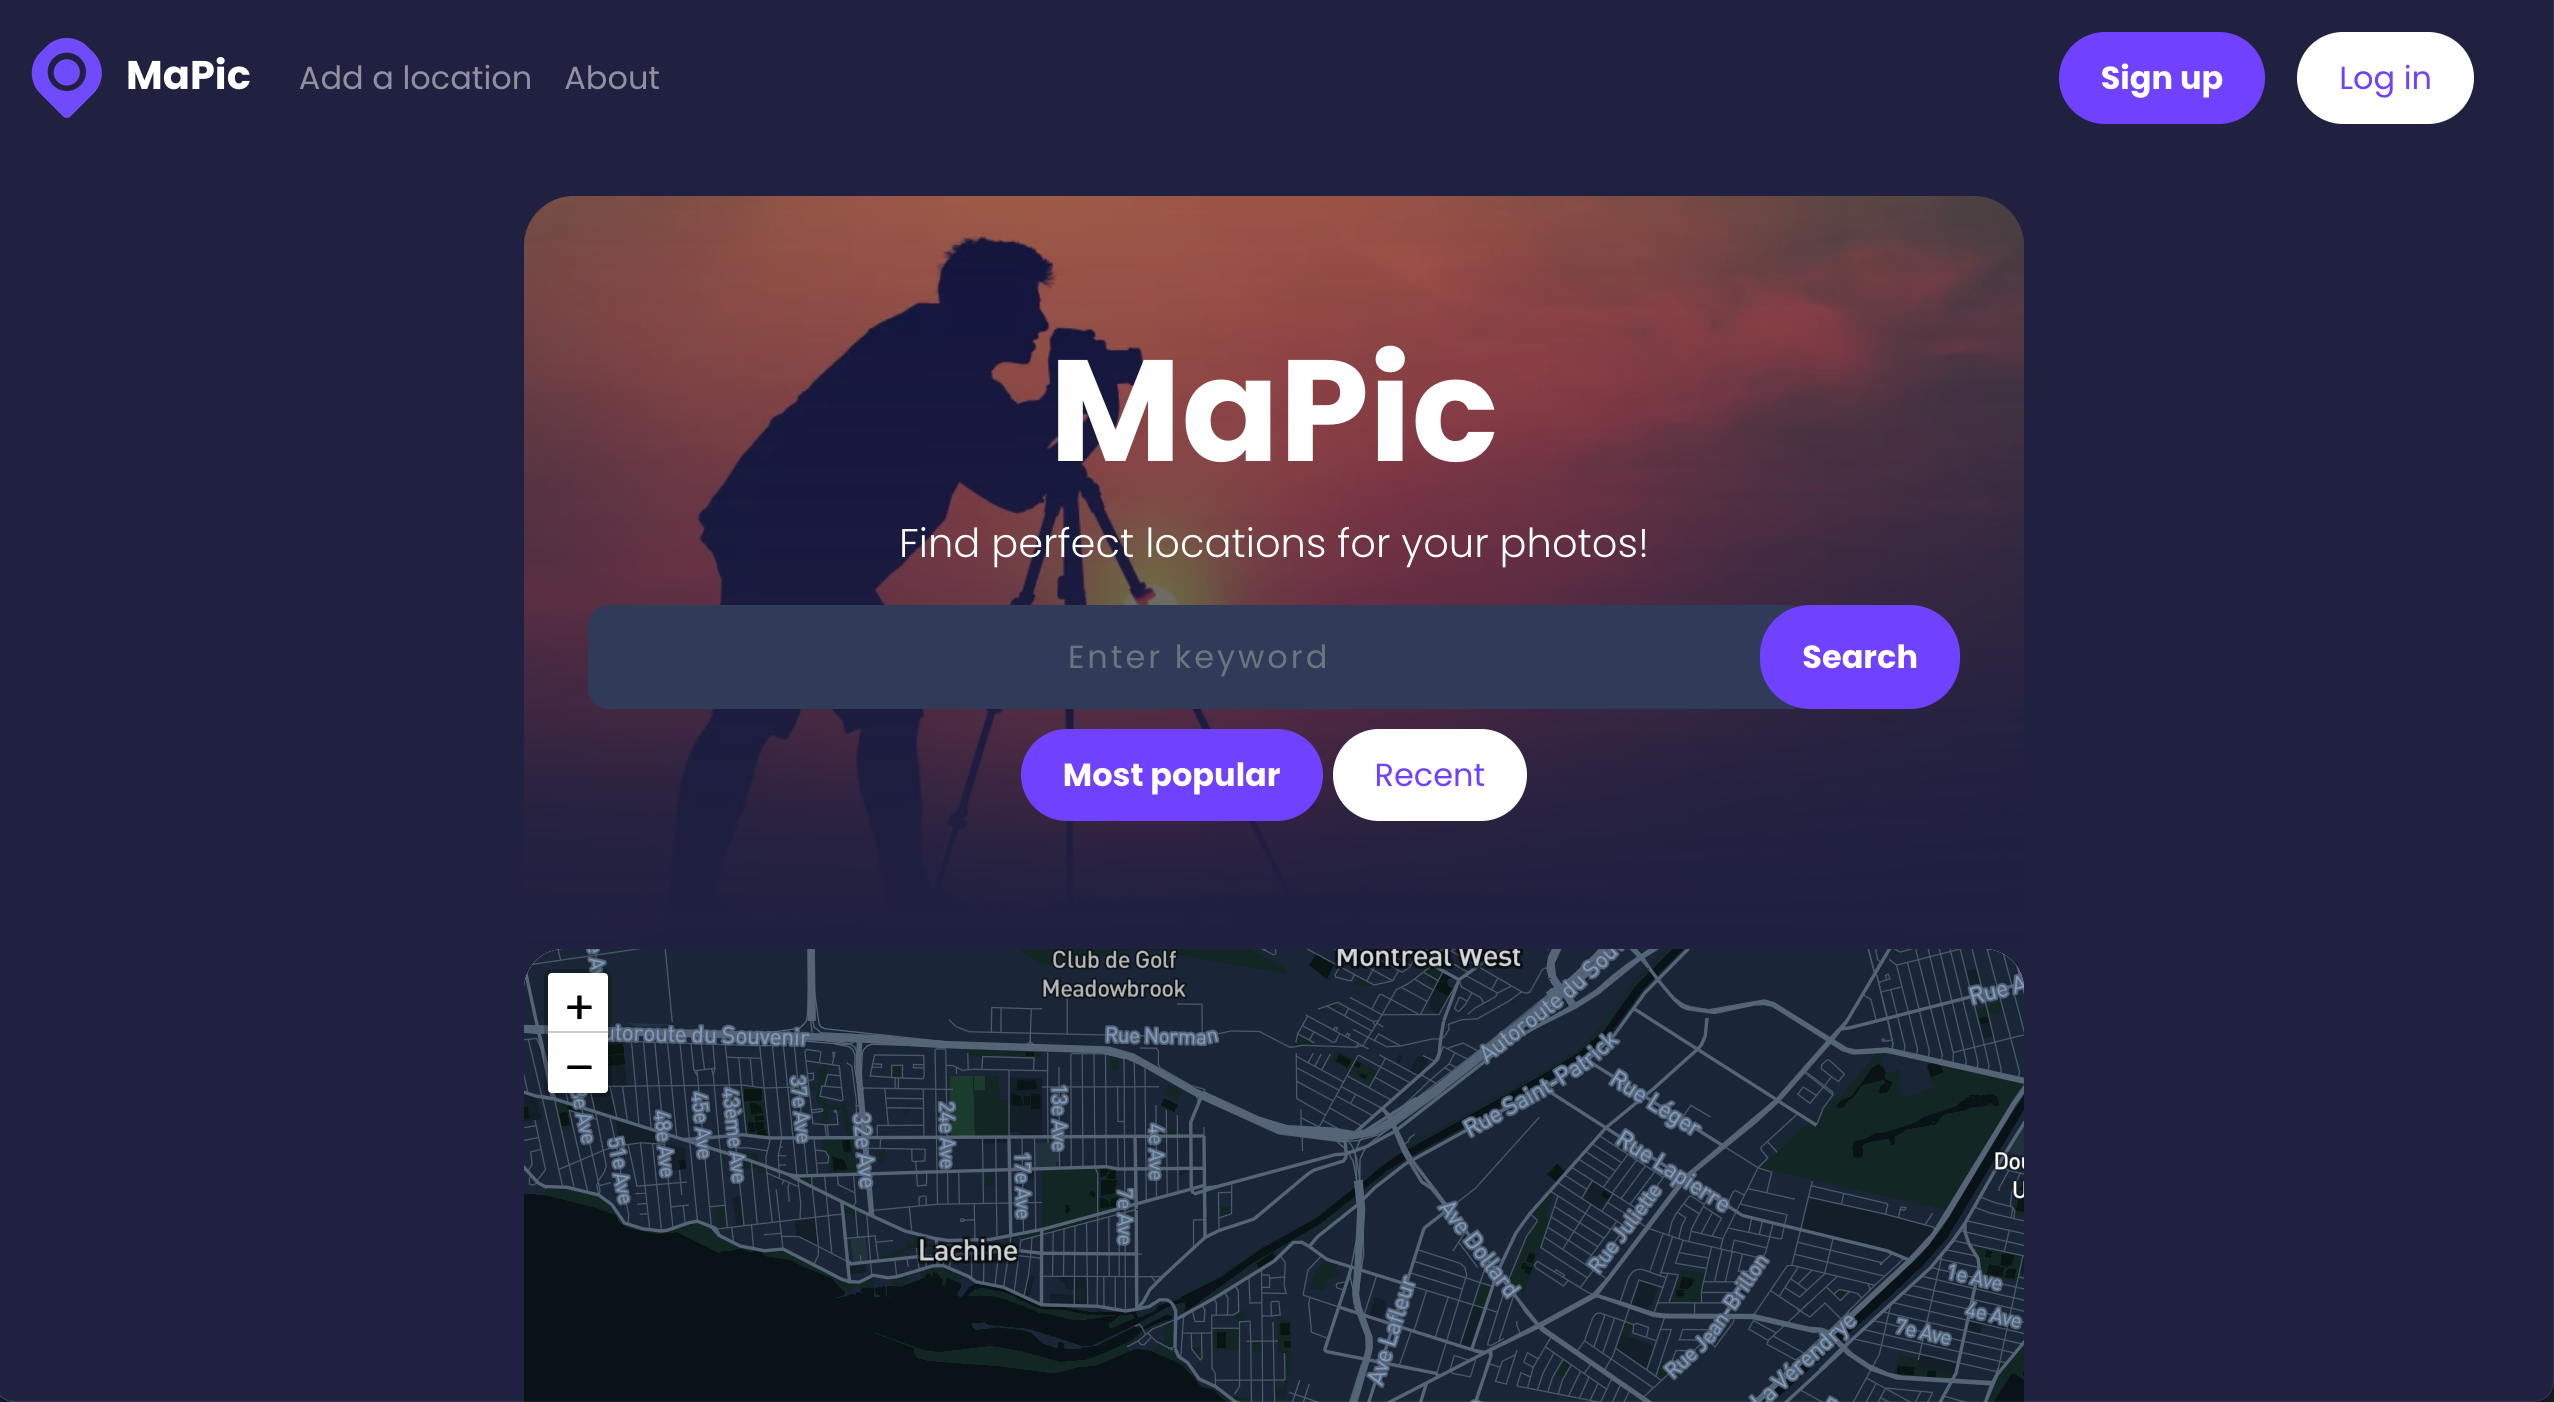 MaPic
Add a location
About
Sign up
Log in
MaPic
Find perfect locations for your photos!
Enter keyword
Search
Most popular
Recent
Club de Golf
Meadowbrook
Montreal West
+
−
Rue Norman
Autoroute du Sou
Rue A
utoroute du Souvenir
Rue Saint-Patrick
Rue Léger
37e Ave
45e Ave
43ème Ave
48e Ave
51e Ave
e Ave
32e Ave
24e Ave
13e Ave
4e Ave
17e Ave
7e Ave
Rue Lapierre
Rue Juliette
Dou
U
Ave Dollard
Lachine
Ave Lafleur
Rue Jean-Brillon
1e Ave
4e Ave
7e Ave
La Vérendrye